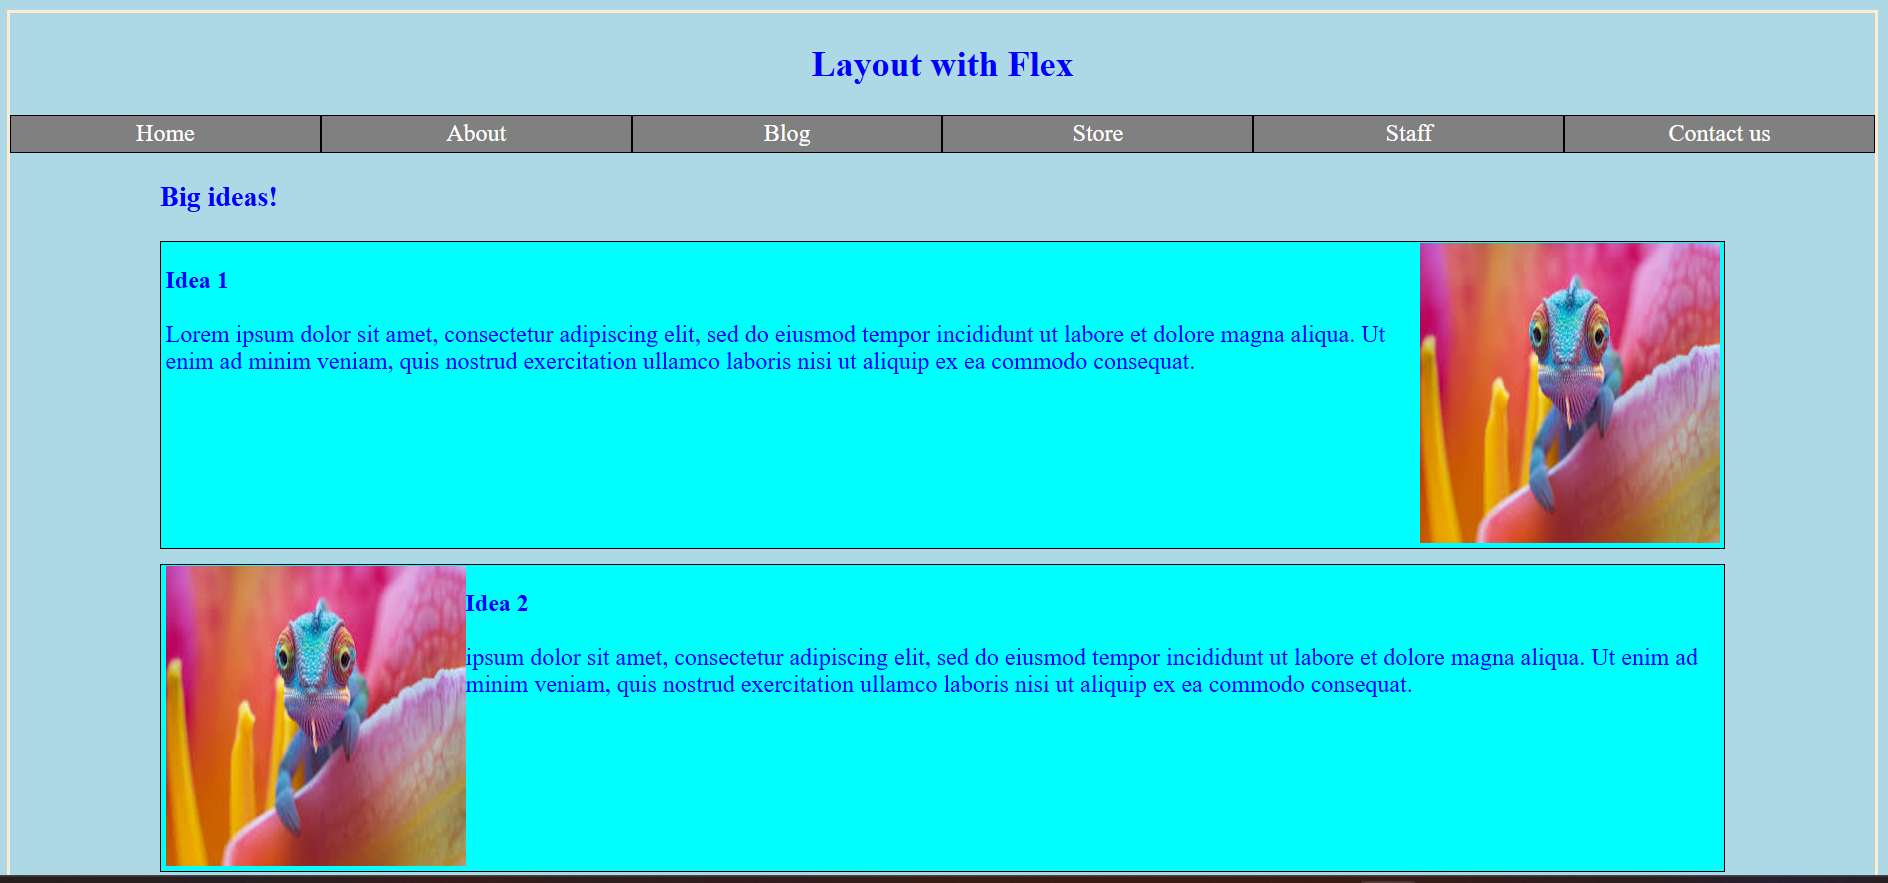 Layout with Flex
Home About Blog Store Staff Contact us
Big ideas!
Idea 1
Lorem ipsum dolor sit amet, consectetur adipiscing elit, sed do eiusmod tempor incididunt ut labore et dolore magna aliqua. Ut
enim ad minim veniam, quis nostrud exercitation ullamco laboris nisi ut aliquip ex ea commodo consequat.
Idea 2
ipsum dolor sit amet, consectetur adipiscing elit, sed do eiusmod tempor incididunt ut labore et dolore magna aliqua. Ut enim ad
minim veniam, quis nostrud exercitation ullamco laboris nisi ut aliquip ex ea commodo consequat.